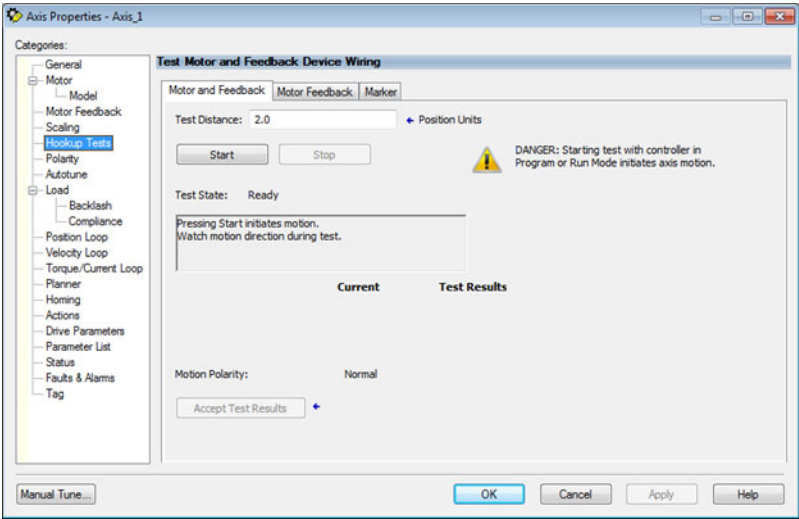 Axis Properties - Axis_1
Categories:
General
Motor
Model
Motor Feedback
Scaling
Hookup Tests
Polarity
Autotune
Load
Backlash
Compliance
Position Loop
Velocity Loop
Torque/Current Loop
Planner
Homing
Actions
Drive Parameters
Parameter List
Status
Faults & Alarms
Tag
Test Motor and Feedback Device Wiring
Motor and Feedback Motor Feedback Marker
Test Distance: 2.0 Position Units
Start Stop
DANGER: Starting test with controller in
Program or Run Mode initiates axis motion.
Test State: Ready
Pressing Start initiates motion.
Watch motion direction during test.
Current Test Results
Motion Polarity: Normal
Accept Test Results
Manual Tune... OK Cancel Apply Help